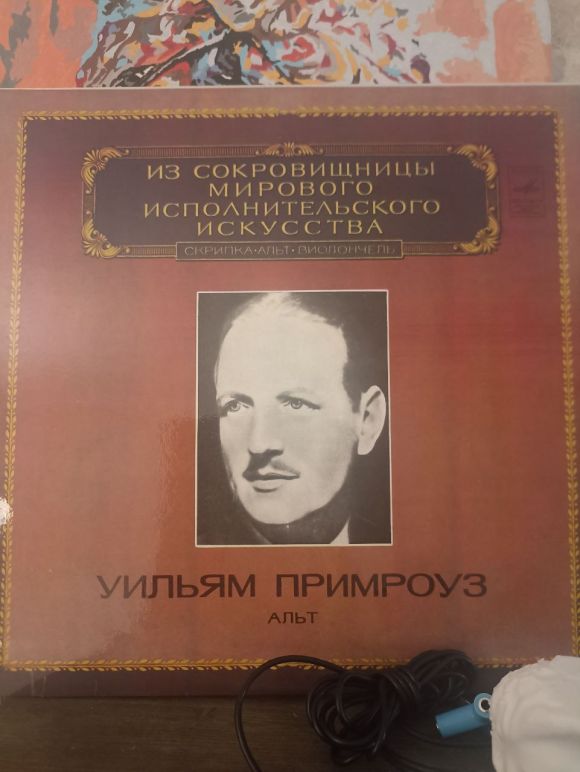 ИЗ СОКРОВИЩНИЦЫ
МИРОВОГО
ИСПОЛНИТЕЛЬСКОГО
ИСКУССТВА
СКРИПКА•АЛЬТ•ВИОЛОНЧЕЛЬ
УИЛЬЯМ ПРИМРОУЗ
АЛЬТ